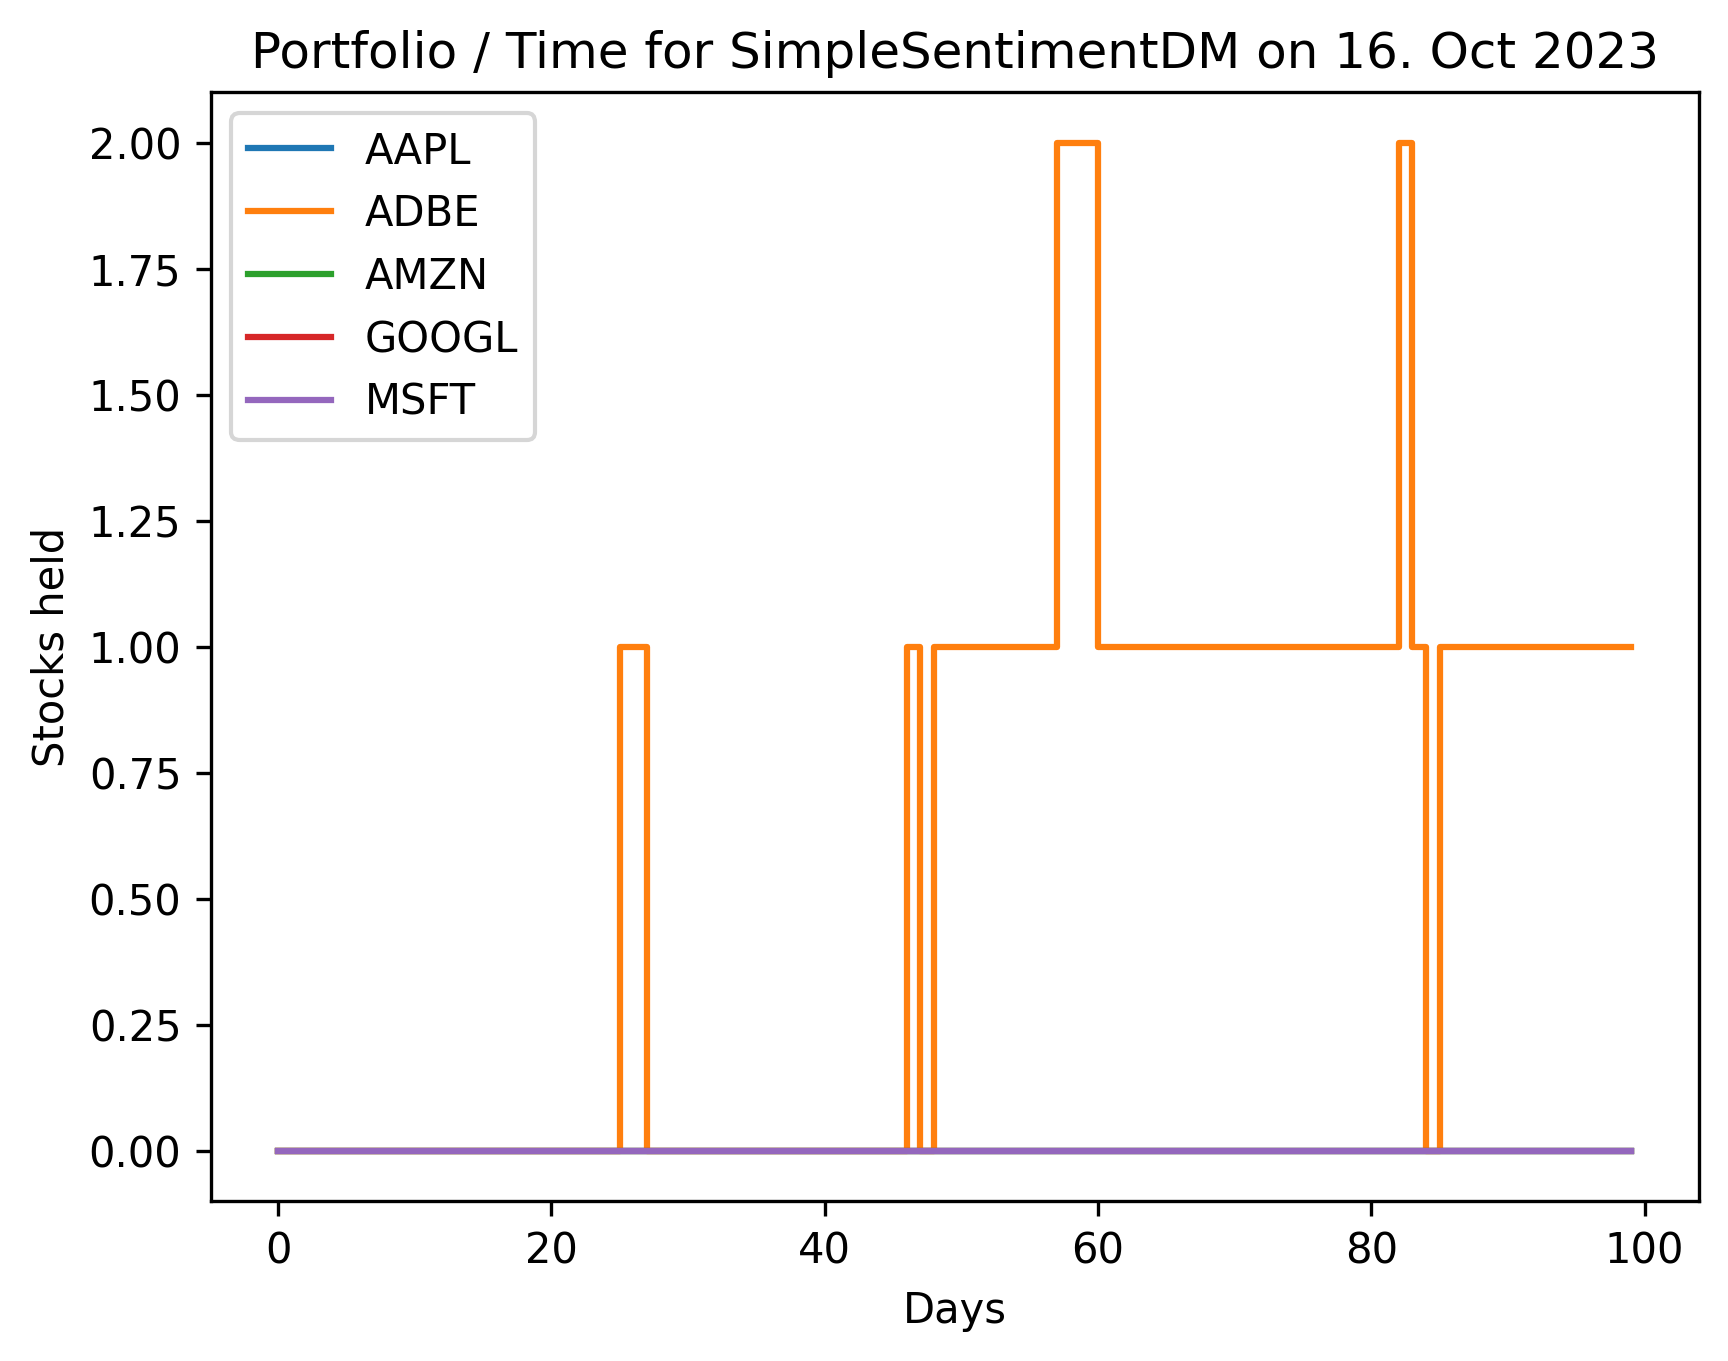 Portfolio / Time for SimpleSentimentDM on 16. Oct 2023
AAPL
ADBE
AMZN
GOOGL
MSFT
Stocks held
2.00
1.75
1.50
1.25
1.00
0.75
0.50
0.25
0.00
0 20 40 60 80 100
Days